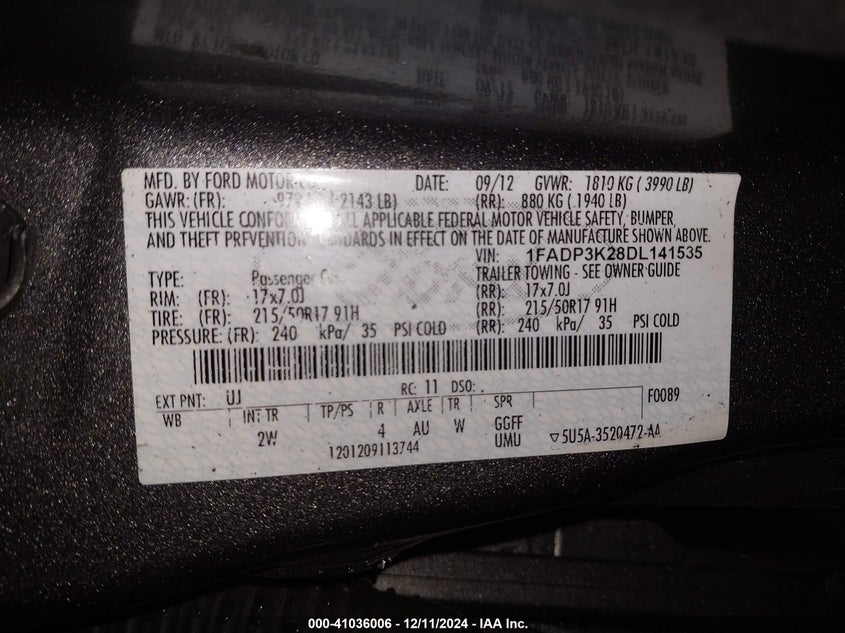 MFD. BY FORD MOTOR DATE: 09/12 GVWR: 1810 KG ( 3990 LB)
GAWR: (FR) 2143 LB) (RR): 880 KG ( 1940 LB)
THIS VEHICLE ALL APPLICABLE FEDERAL MOTOR VEHICLE SAFETY, BUMPER,
AND THEFT PREVENTION STANDARDS IN EFFECT ON THE DATE OF MANUFACTURE SHOWN ABOVE.
VIN: 1FADP3K28DL141535
TYPE: Passenger TRAILER TOWING - SEE OWNER GUIDE
RIM: (FR): 17x7.0J (RR): 17x7.0J
TIRE: (FR): 215/50R17 91H (RR): 215/50R17 91H
PRESSURE: (FR): 240 kPa/ 35 PSI COLD (RR): 240 kPa/ 35 PSI COLD
EXT PNT: UJ RC: 11 DSO: F0089
WB INT TR TP/PS R AXLE TR SPR
2W 4 AU W GGFF
UMU ▽5U5A-3520472-AA
1201209113744
000-41036006 - 12/11/2024 - IAA Inc.